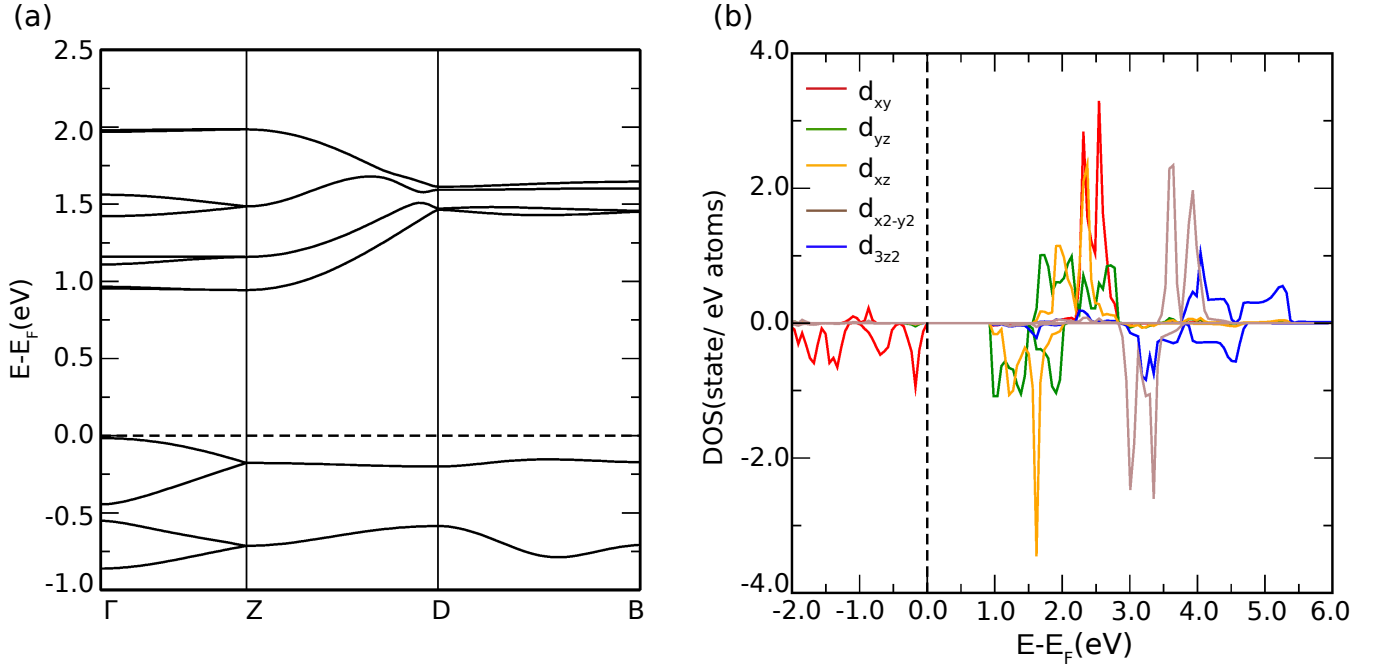 (a)
2.5
2.0
1.5
1.0
0.5
0.0
-0.5
-1.0
E-E_F(eV)
Γ Z D B
(b)
4.0
2.0
0.0
-2.0
-4.0
DOS(state/ eV atoms)
d_xy
d_yz
d_xz
d_x2-y2
d_3z2
-2.0 -1.0 0.0 1.0 2.0 3.0 4.0 5.0 6.0
E-E_F(eV)